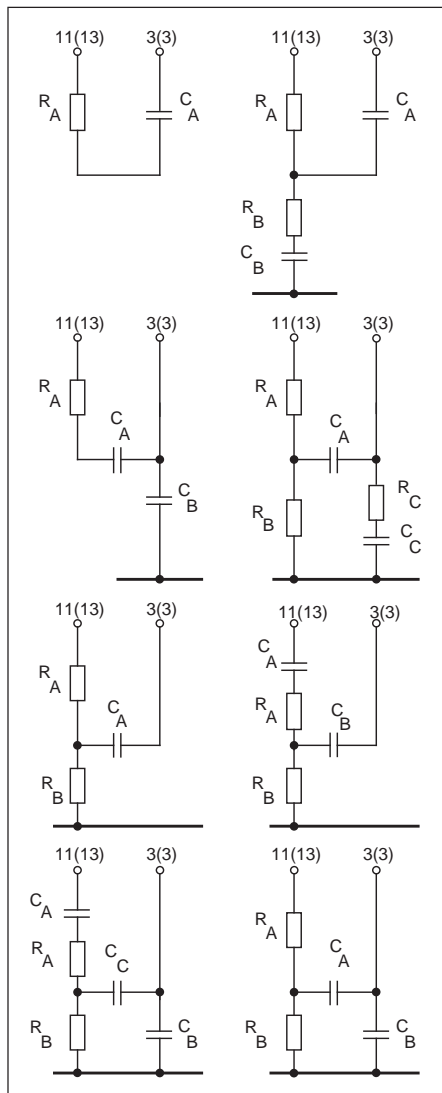 11(13) 3(3) 11(13) 3(3)
R A C A R A C A
R B
C B
11(13) 3(3) 11(13) 3(3)
R A C A R A C A
C B R B R C
C C
11(13) 3(3) 11(13) 3(3)
C A
R A C A R A C B
R B R B
11(13) 3(3) 11(13) 3(3)
C A R A
R A C C C A
R B C B R B C B